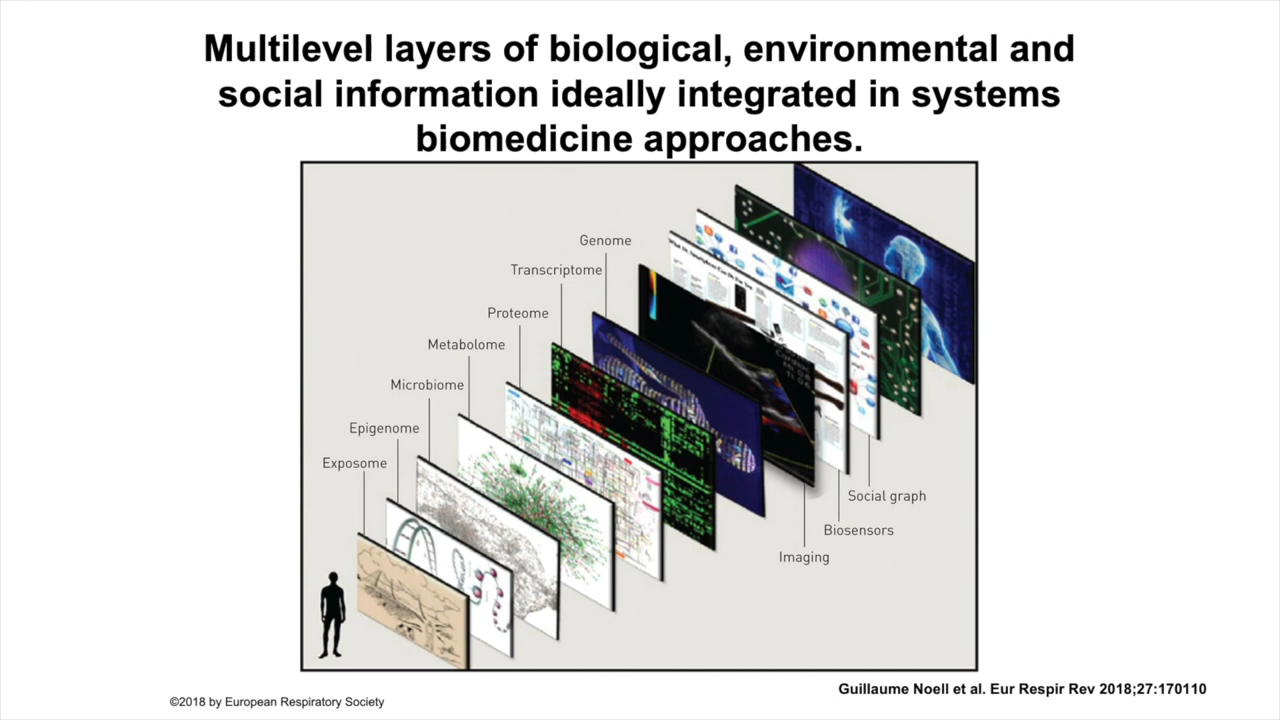 Multilevel layers of biological, environmental and
social information ideally integrated in systems
biomedicine approaches.
Genome
Transcriptome
Proteome
Metabolome
Microbiome
Epigenome
Exposome
Social graph
Biosensors
Imaging
Guillaume Noell et al. Eur Respir Rev 2018;27:170110
©2018 by European Respiratory Society